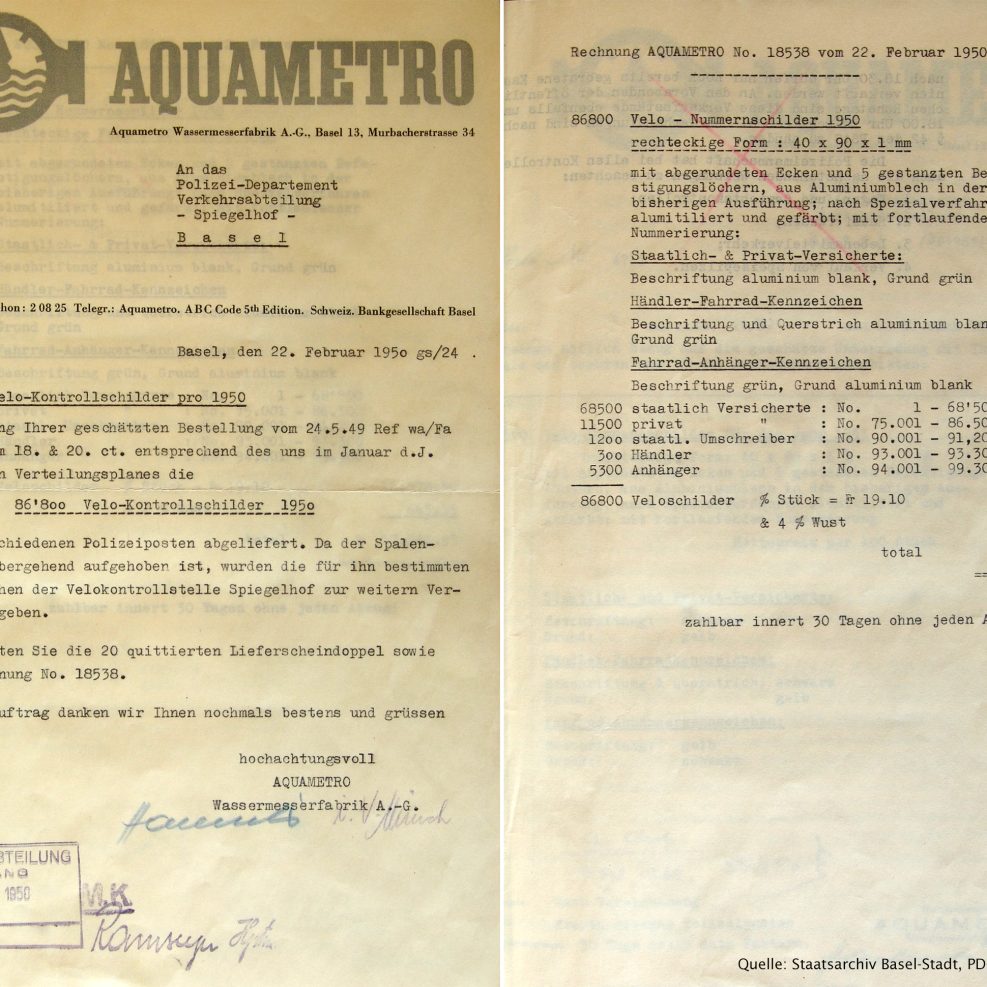 AQUAMETRO
Aquametro Wassermesserfabrik A.-G., Basel 13, Murbacherstrasse 34
An das
Polizei-Departement
Verkehrsabteilung
- Spiegelhof -
B a s e l
hon: 2 08 25 Telegr.: Aquametro. ABC Code 5th Edition. Schweiz. Bankgesellschaft Basel
Basel, den 22. Februar 195o gs/24 .
elo-Kontrollschilder pro 1950
ng Ihrer geschätzten Bestellung vom 24.5.49 Ref wa/Fa
m 18. & 20. ct. entsprechend des uns im Januar d.J.
n Verteilungsplanes die
86'8oo Velo-Kontrollschilder 195o
chiedenen Polizeiposten abgeliefert. Da der Spalen-
bergehend aufgehoben ist, wurden die für ihn bestimmten
hen der Velokontrollstelle Spiegelhof zur weitern Ver-
geben.
ten Sie die 20 quittierten Lieferscheindoppel sowie
nung No. 18538.
uftrag danken wir Ihnen nochmals bestens und grüssen
hochachtungsvoll
AQUAMETRO
Wassermesserfabrik A.-G.
BTEILUNG
1950
M.K.
Rechnung AQUAMETRO No. 18538 vom 22. Februar 1950
86800 Velo - Nummernschilder 1950
rechteckige Form : 40 x 90 x 1 mm
mit abgerundeten Ecken und 5 gestanzten Be
stigungslöchern, aus Aluminiumblech in der
bisherigen Ausführung; nach Spezialverfahr
alumitiliert und gefärbt; mit fortlaufende
Nummerierung:
Staatlich- & Privat-Versicherte:
Beschriftung aluminium blank, Grund grün
Händler-Fahrrad-Kennzeichen
Beschriftung und Querstrich aluminium blan
Grund grün
Fahrrad-Anhänger-Kennzeichen
Beschriftung grün, Grund aluminium blank
68500 staatlich Versicherte : No. 1 - 68'50
11500 privat " : No. 75.001 - 86.50
12oo staatl. Umschreiber : No. 90.001 - 91,20
3oo Händler : No. 93.001 - 93.30
5300 Anhänger : No. 94.001 - 99.30
86800 Veloschilder % Stück = Fr 19.10
& 4 % Wust
total
zahlbar innert 30 Tagen ohne jeden A
Quelle: Staatsarchiv Basel-Stadt, PD